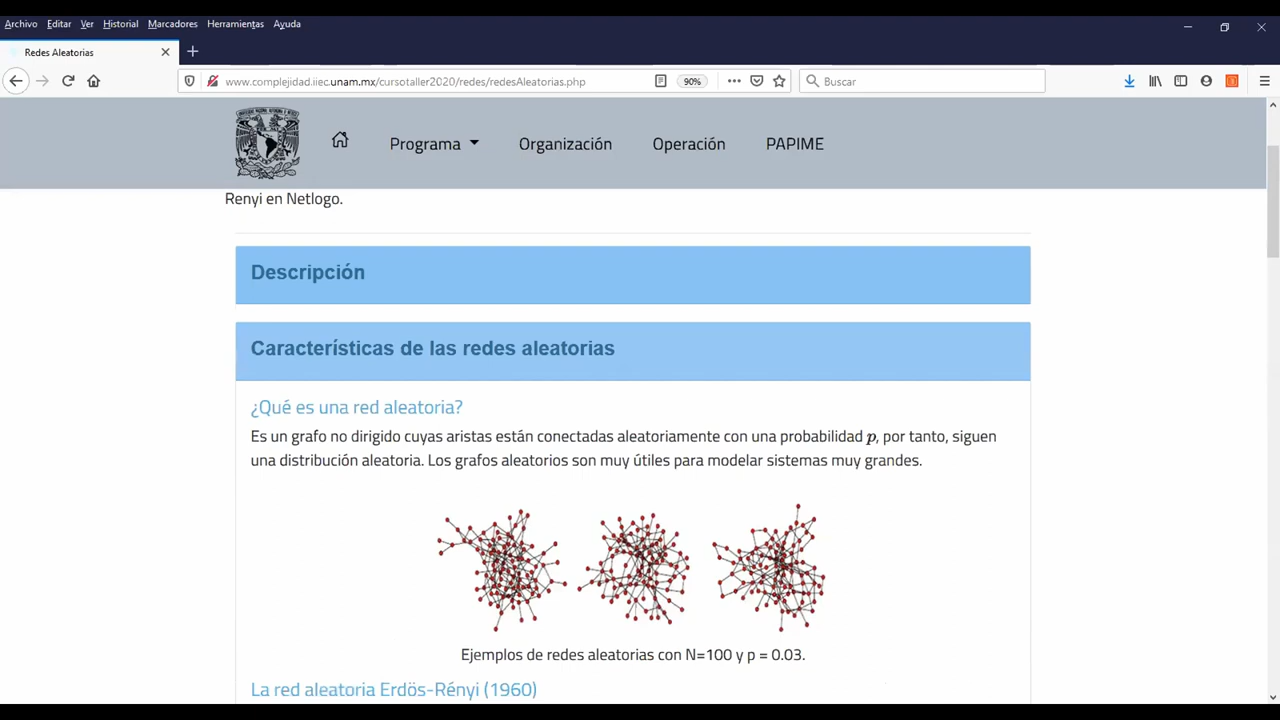 Archivo Editar Ver Historial Marcadores Herramientas Ayuda
Redes Aleatorias
www.complejidad.iiec.unam.mx/cursotaller2020/redes/redesAleatorias.php 90% Buscar
Programa Organización Operación PAPIME
Renyi en Netlogo.
Descripción
Características de las redes aleatorias
¿Qué es una red aleatoria?
Es un grafo no dirigido cuyas aristas están conectadas aleatoriamente con una probabilidad p, por tanto, siguen
una distribución aleatoria. Los grafos aleatorios son muy útiles para modelar sistemas muy grandes.
Ejemplos de redes aleatorias con N=100 y p = 0.03.
La red aleatoria Erdös-Rényi (1960)